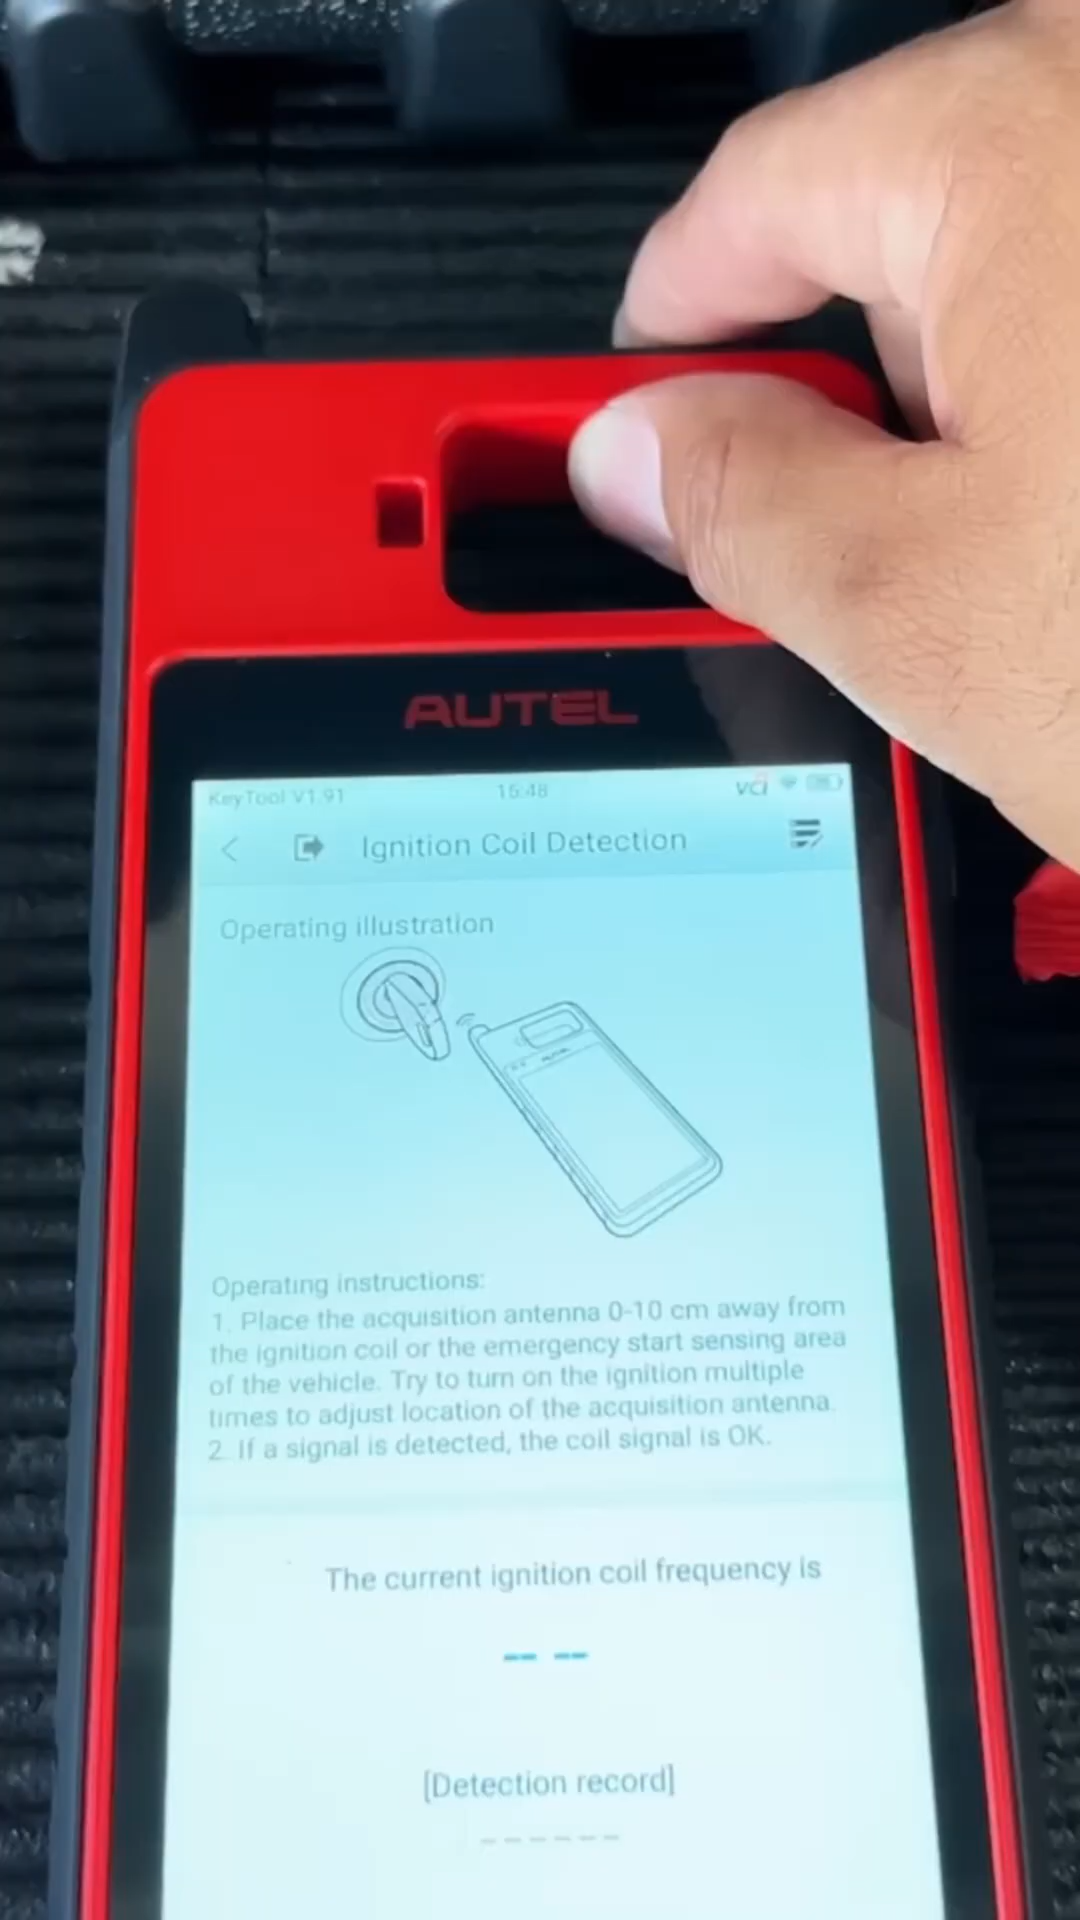 AUTEL
KeyTool V1.91
15:48
VCI
Ignition Coil Detection
Operating illustration
AUTEL
Operating instructions:
1. Place the acquisition antenna 0-10 cm away from
the ignition coil or the emergency start sensing area
of the vehicle. Try to turn on the ignition multiple
times to adjust location of the acquisition antenna.
2. If a signal is detected, the coil signal is OK.
The current ignition coil frequency is
-- --
[Detection record]
------